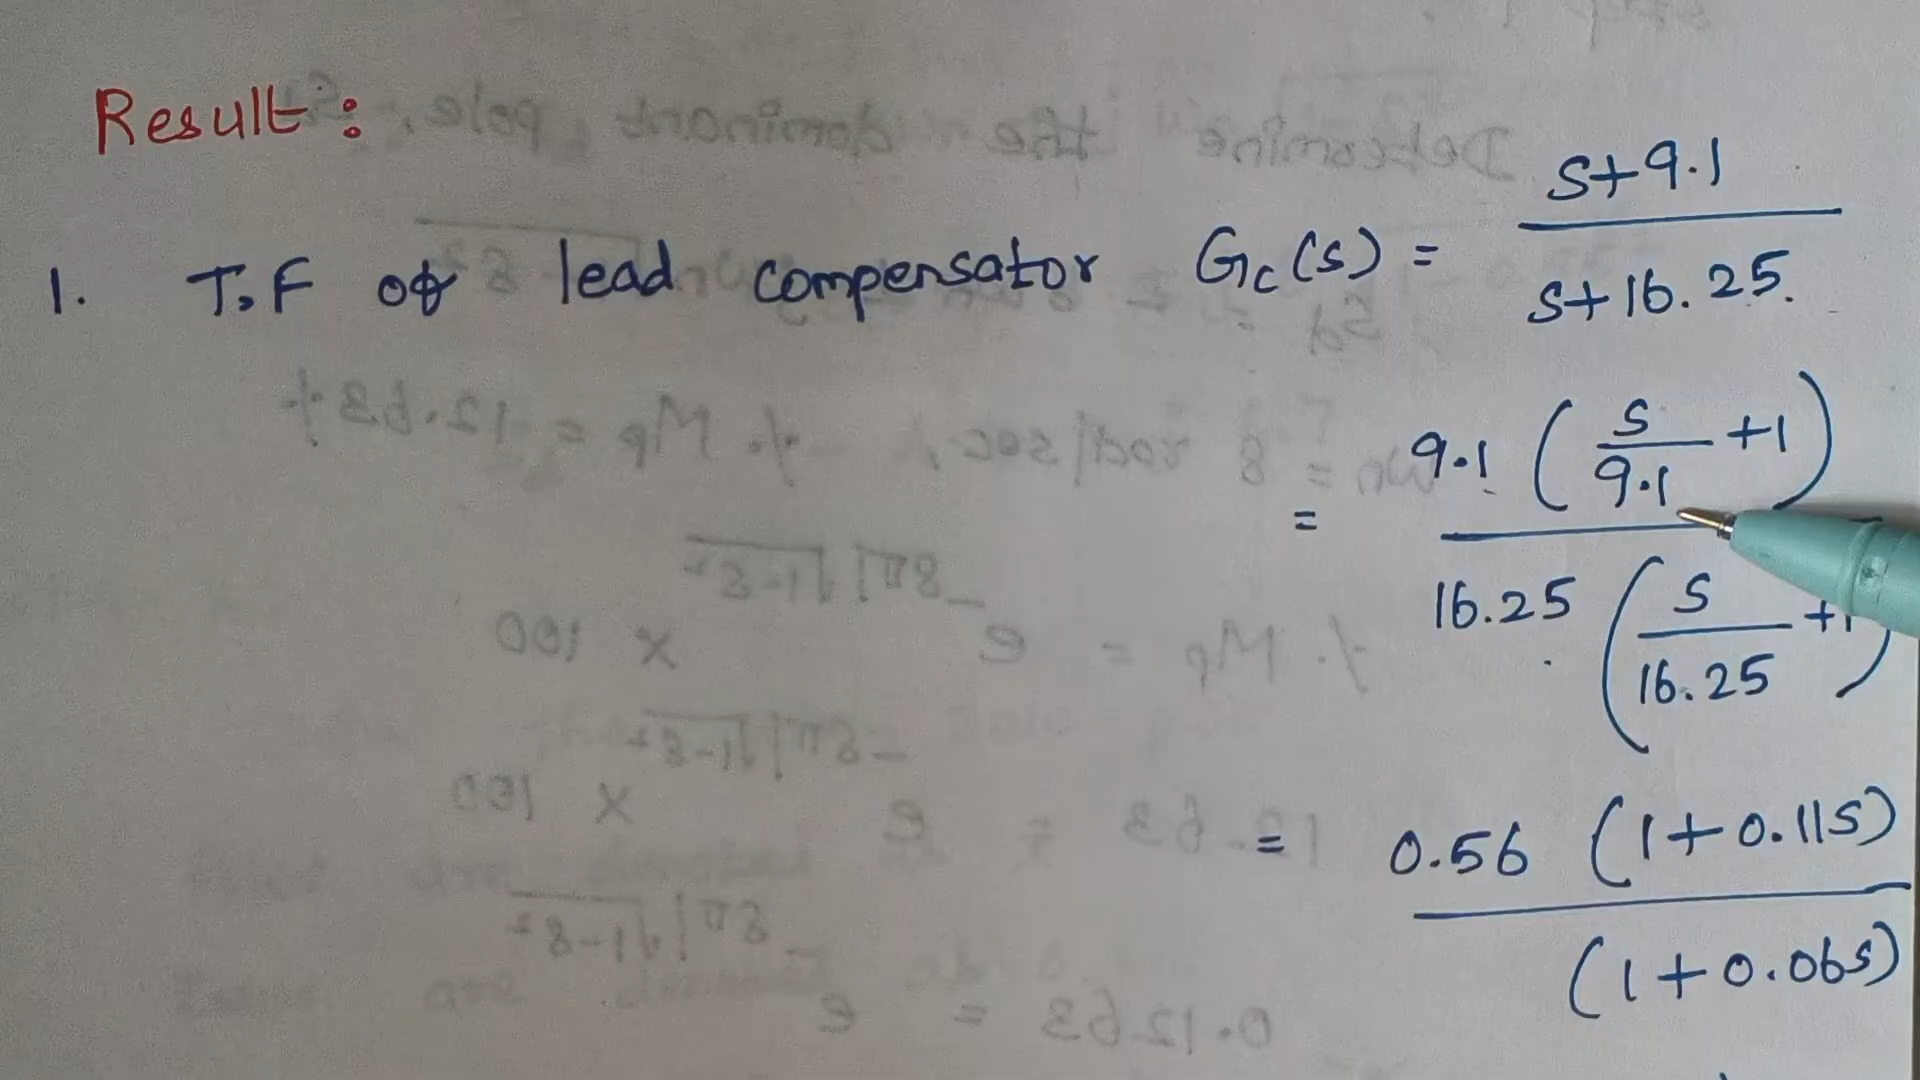 Result :
1. T.F of lead compensator Gc(s) = s+9.1 / s+16.25
= 9.1 ( s/9.1 +1 ) / 16.25 ( s/16.25 +1 )
= 0.56 (1+0.11s) / (1+0.06s)